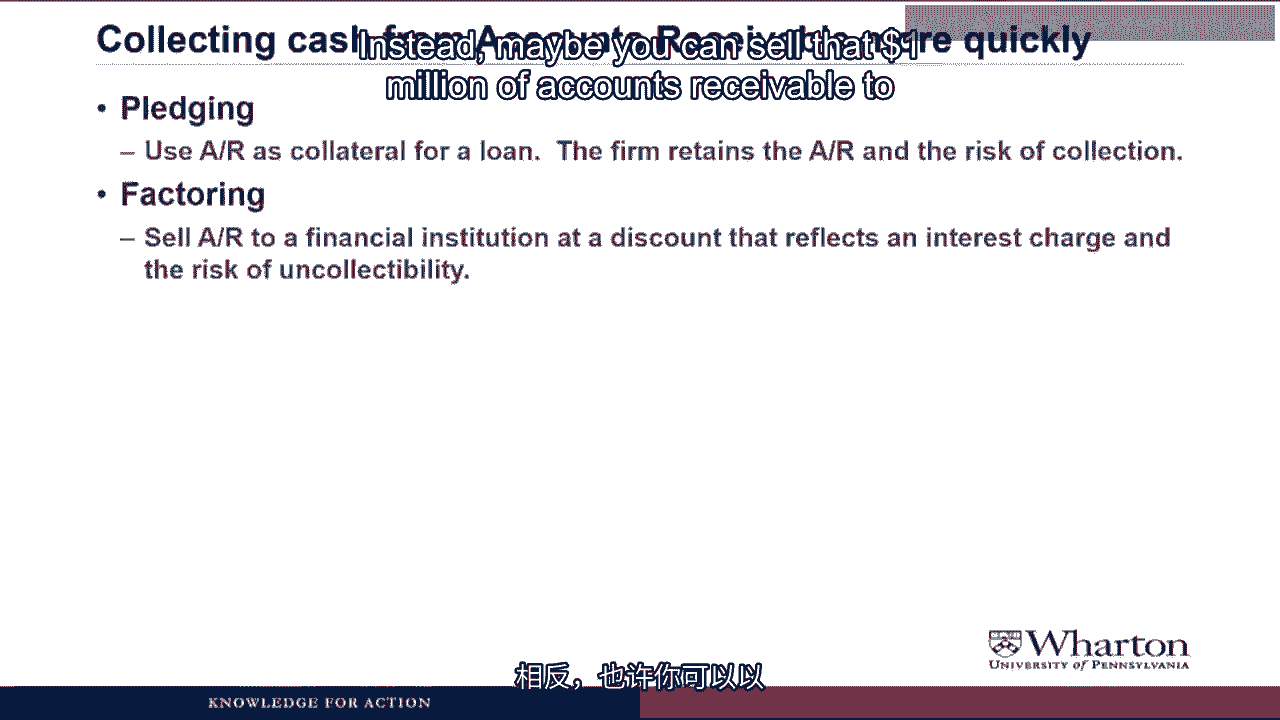 Collecting cash from Accounts Receivable more quickly
Instead, maybe you can sell that $1
million of accounts receivable to
• Pledging
– Use A/R as collateral for a loan. The firm retains the A/R and the risk of collection.
• Factoring
– Sell A/R to a financial institution at a discount that reflects an interest charge and
the risk of uncollectibility.
Wharton
UNIVERSITY of PENNSYLVANIA
相反，也许你可以以
KNOWLEDGE FOR ACTION